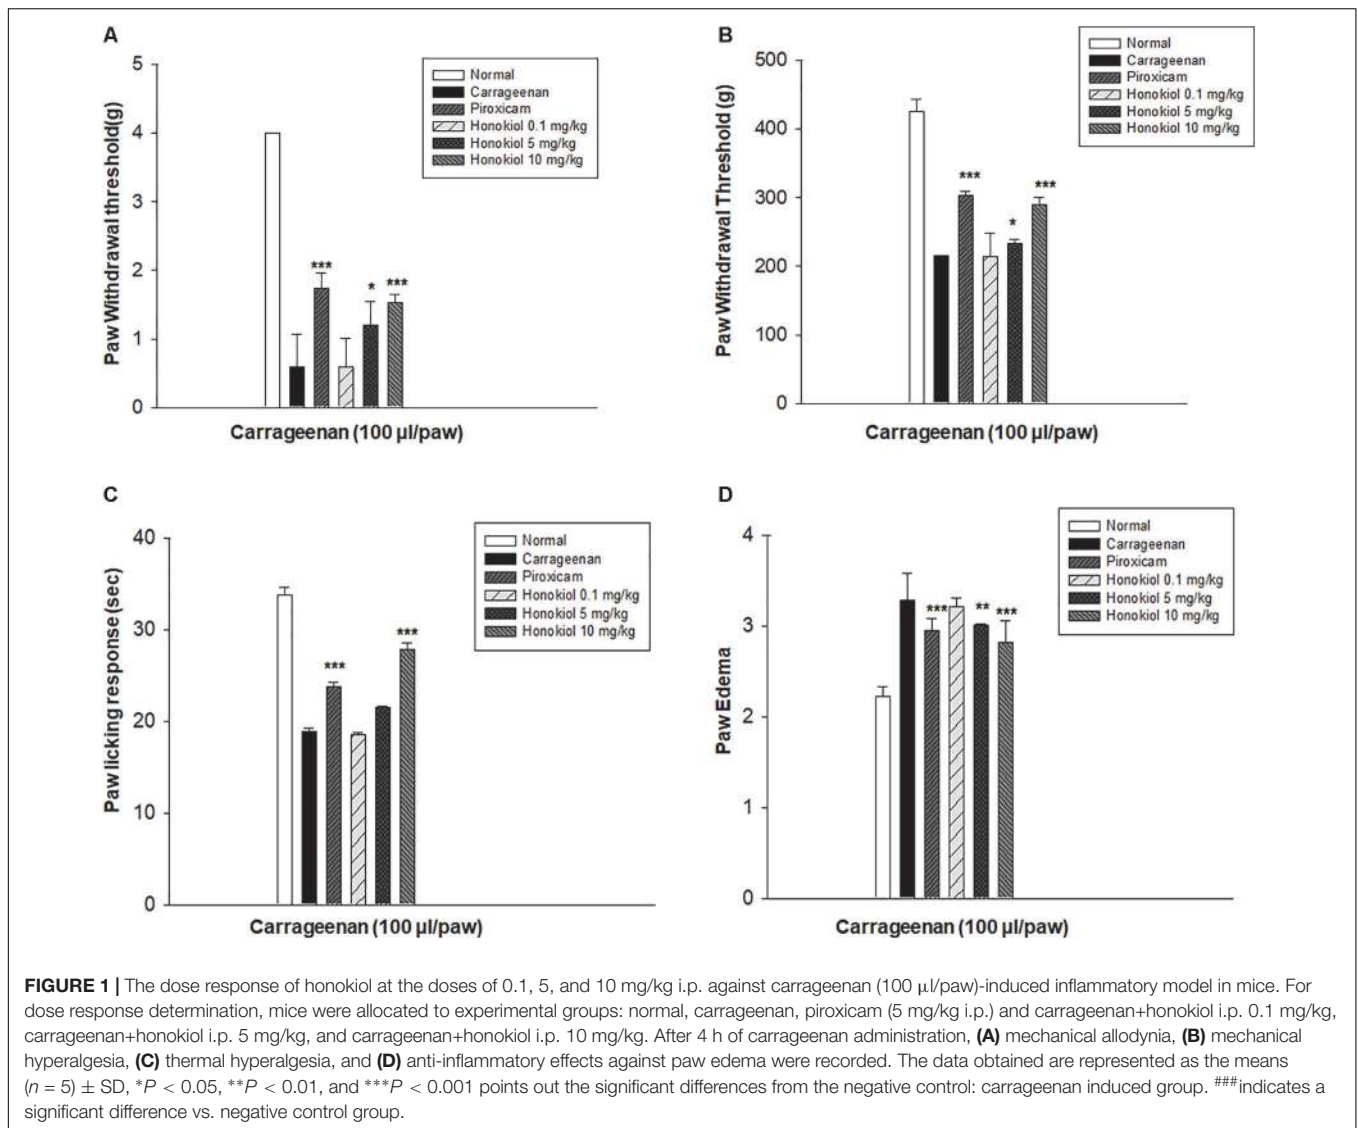 A
Paw Withdrawal threshold(g)
5
4
3
2
1
0
Normal
Carrageenan
Piroxicam
Honokiol 0.1 mg/kg
Honokiol 5 mg/kg
Honokiol 10 mg/kg
***
*
***
Carrageenan (100 µl/paw)
B
Paw Withdrawal Threshold (g)
500
400
300
200
100
0
Normal
Carrageenan
Piroxicam
Honokiol 0.1 mg/kg
Honokiol 5 mg/kg
Honokiol 10 mg/kg
***
*
***
Carrageenan (100 µl/paw)
C
Paw licking response (sec)
40
30
20
10
0
Normal
Carrageenan
Piroxicam
Honokiol 0.1 mg/kg
Honokiol 5 mg/kg
Honokiol 10 mg/kg
***
***
Carrageenan (100 µl/paw)
D
Paw Edema
4
3
2
1
0
Normal
Carrageenan
Piroxicam
Honokiol 0.1 mg/kg
Honokiol 5 mg/kg
Honokiol 10 mg/kg
***
**
***
Carrageenan (100 µl/paw)
FIGURE 1 | The dose response of honokiol at the doses of 0.1, 5, and 10 mg/kg i.p. against carrageenan (100 μl/paw)-induced inflammatory model in mice. For
dose response determination, mice were allocated to experimental groups: normal, carrageenan, piroxicam (5 mg/kg i.p.) and carrageenan+honokiol i.p. 0.1 mg/kg,
carrageenan+honokiol i.p. 5 mg/kg, and carrageenan+honokiol i.p. 10 mg/kg. After 4 h of carrageenan administration, (A) mechanical allodynia, (B) mechanical
hyperalgesia, (C) thermal hyperalgesia, and (D) anti-inflammatory effects against paw edema were recorded. The data obtained are represented as the means
(n = 5) ± SD, *P < 0.05, **P < 0.01, and ***P < 0.001 points out the significant differences from the negative control: carrageenan induced group. ###indicates a
significant difference vs. negative control group.